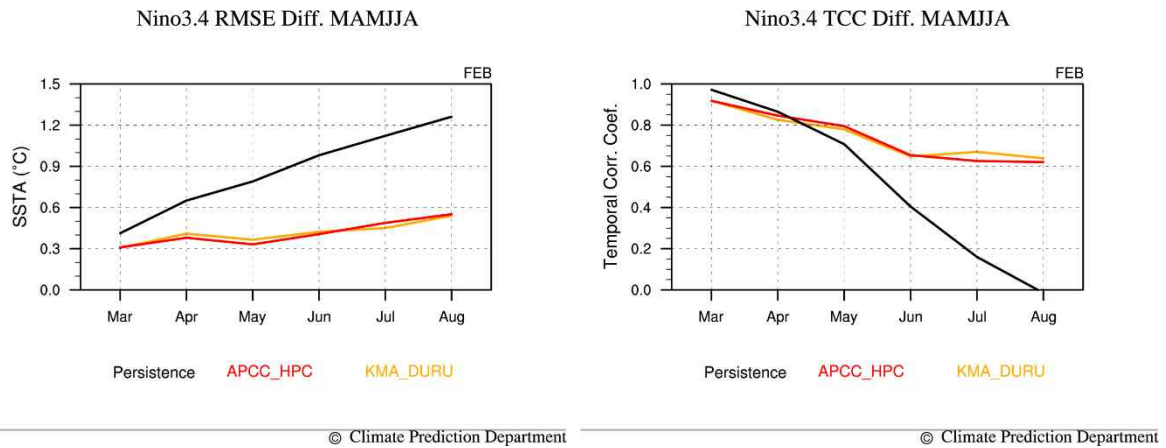 Nino3.4 RMSE Diff. MAMJJA
FEB
1.5
1.2
0.9
0.6
0.3
0.0
SSTA (°C)
Mar Apr May Jun Jul Aug
Persistence APCC_HPC KMA_DURU
© Climate Prediction Department
Nino3.4 TCC Diff. MAMJJA
FEB
1.0
0.8
0.6
0.4
0.2
0.0
Temporal Corr. Coef.
Mar Apr May Jun Jul Aug
Persistence APCC_HPC KMA_DURU
© Climate Prediction Department